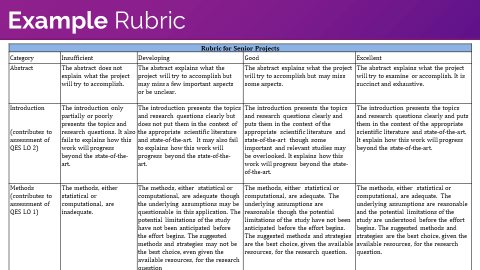 Example Rubric
Rubric for Senior Projects
Category Insufficient Developing Good Excellent
Abstract
The abstract does not
explain what the project
will try to accomplish.
The abstract explains what the
project will try to accomplish but
may miss a few important aspects
or be unclear.
The abstract explains what the project
will try to accomplish but may miss
some aspects.
The abstract explains what the project
will try to examine or accomplish. It is
succinct and exhaustive.
Introduction
(contributes to
assessment of
QES LO 2)
The introduction only
partially or poorly
presents the topics and
research questions. It also
fails to explains how this
work will progress
beyond the state-of-the-
art.
The introduction presents the topics
and research questions clearly but
does not put them in the context of
the appropriate scientific literature
and state-of-the-art. It may also fail
to explains how this work will
progress beyond the state-of-the-
art.
The introduction presents the topics
and research questions clearly and
puts them in the context of the
appropriate scientific literature and
state-of-the-art though some
important and relevant studies may
be overlooked. It explains how this
work will progress beyond the state-
of-the-art.
The introduction presents the topics
and research questions clearly and puts
them in the context of the appropriate
scientific literature and state-of-the-art.
It explain how this work will progress
beyond the state-of-the-art.
Methods
(contributes to
assessment of
QES LO 1)
The methods, either
statistical or
computational, are
inadequate.
The methods, either statistical or
computational, are adequate though
the underlying assumptions may be
questionable in this application. The
potential limitations of the study
have not been anticipated before
the effort begins. The suggested
methods and strategies may not be
the best choice, even given the
available resources, for the research
question
The methods, either statistical or
computational, are adequate. The
underlying assumptions are
reasonable though the potential
limitations of the study have not been
anticipated before the effort begins.
The suggested methods and strategies
are the best choice, given the available
resources, for the research question.
The methods, either statistical or
computational, are adequate. The
underlying assumptions are reasonable
and the potential limitations of the
study are understood before the effort
begins. The suggested methods and
strategies are the best choice, given the
available resources, for the research
question.